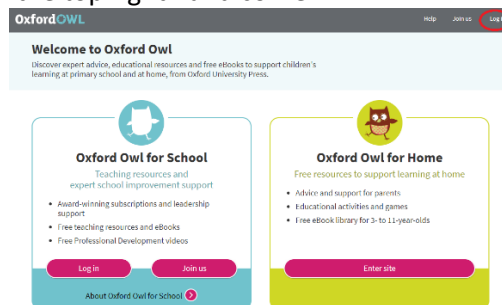 OxfordOWL
Help Join us Log
Welcome to Oxford Owl
Discover expert advice, educational resources and free eBooks to support children's
learning at primary school and at home, from Oxford University Press.
Oxford Owl for School
Teaching resources and
expert school improvement support
• Award-winning subscriptions and leadership
support
• Free teaching resources and eBooks
• Free Professional Development videos
Log in Join us
About Oxford Owl for School
Oxford Owl for Home
Free resources to support learning at home
• Advice and support for parents
• Educational activities and games
• Free eBook library for 3- to 11-year-olds
Enter site